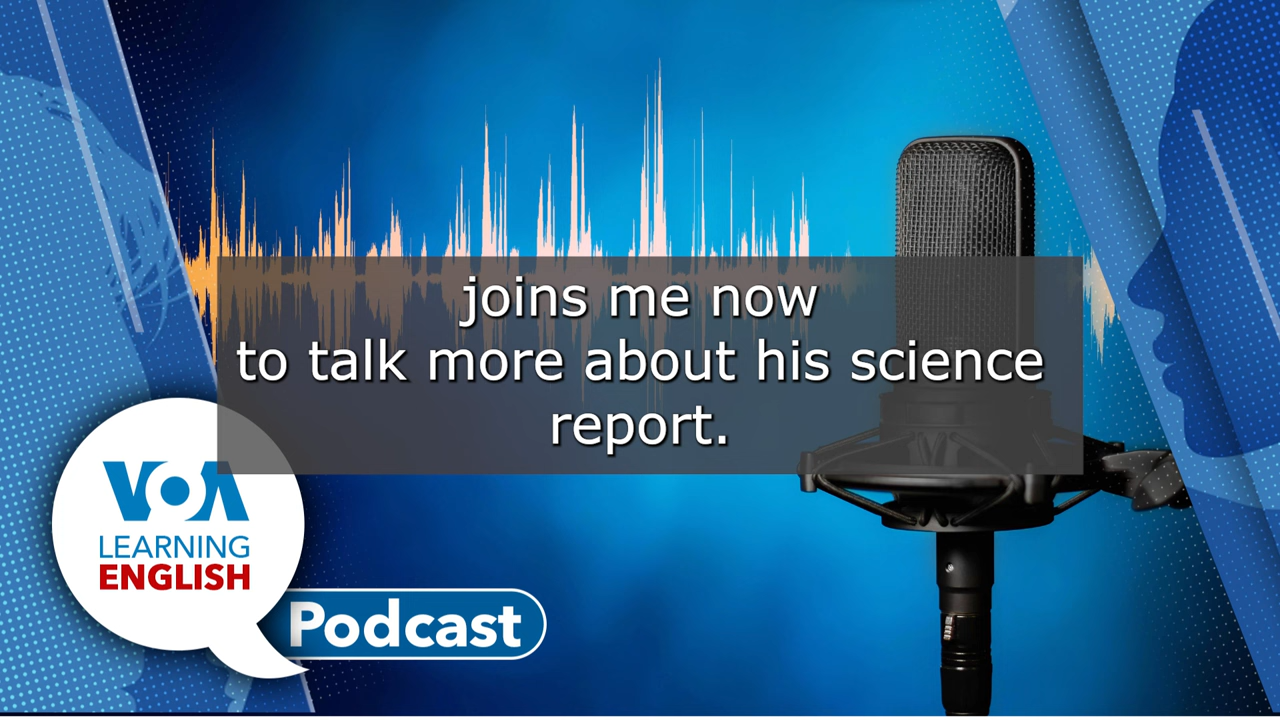 joins me now
to talk more about his science
report.
VOA
LEARNING
ENGLISH
Podcast